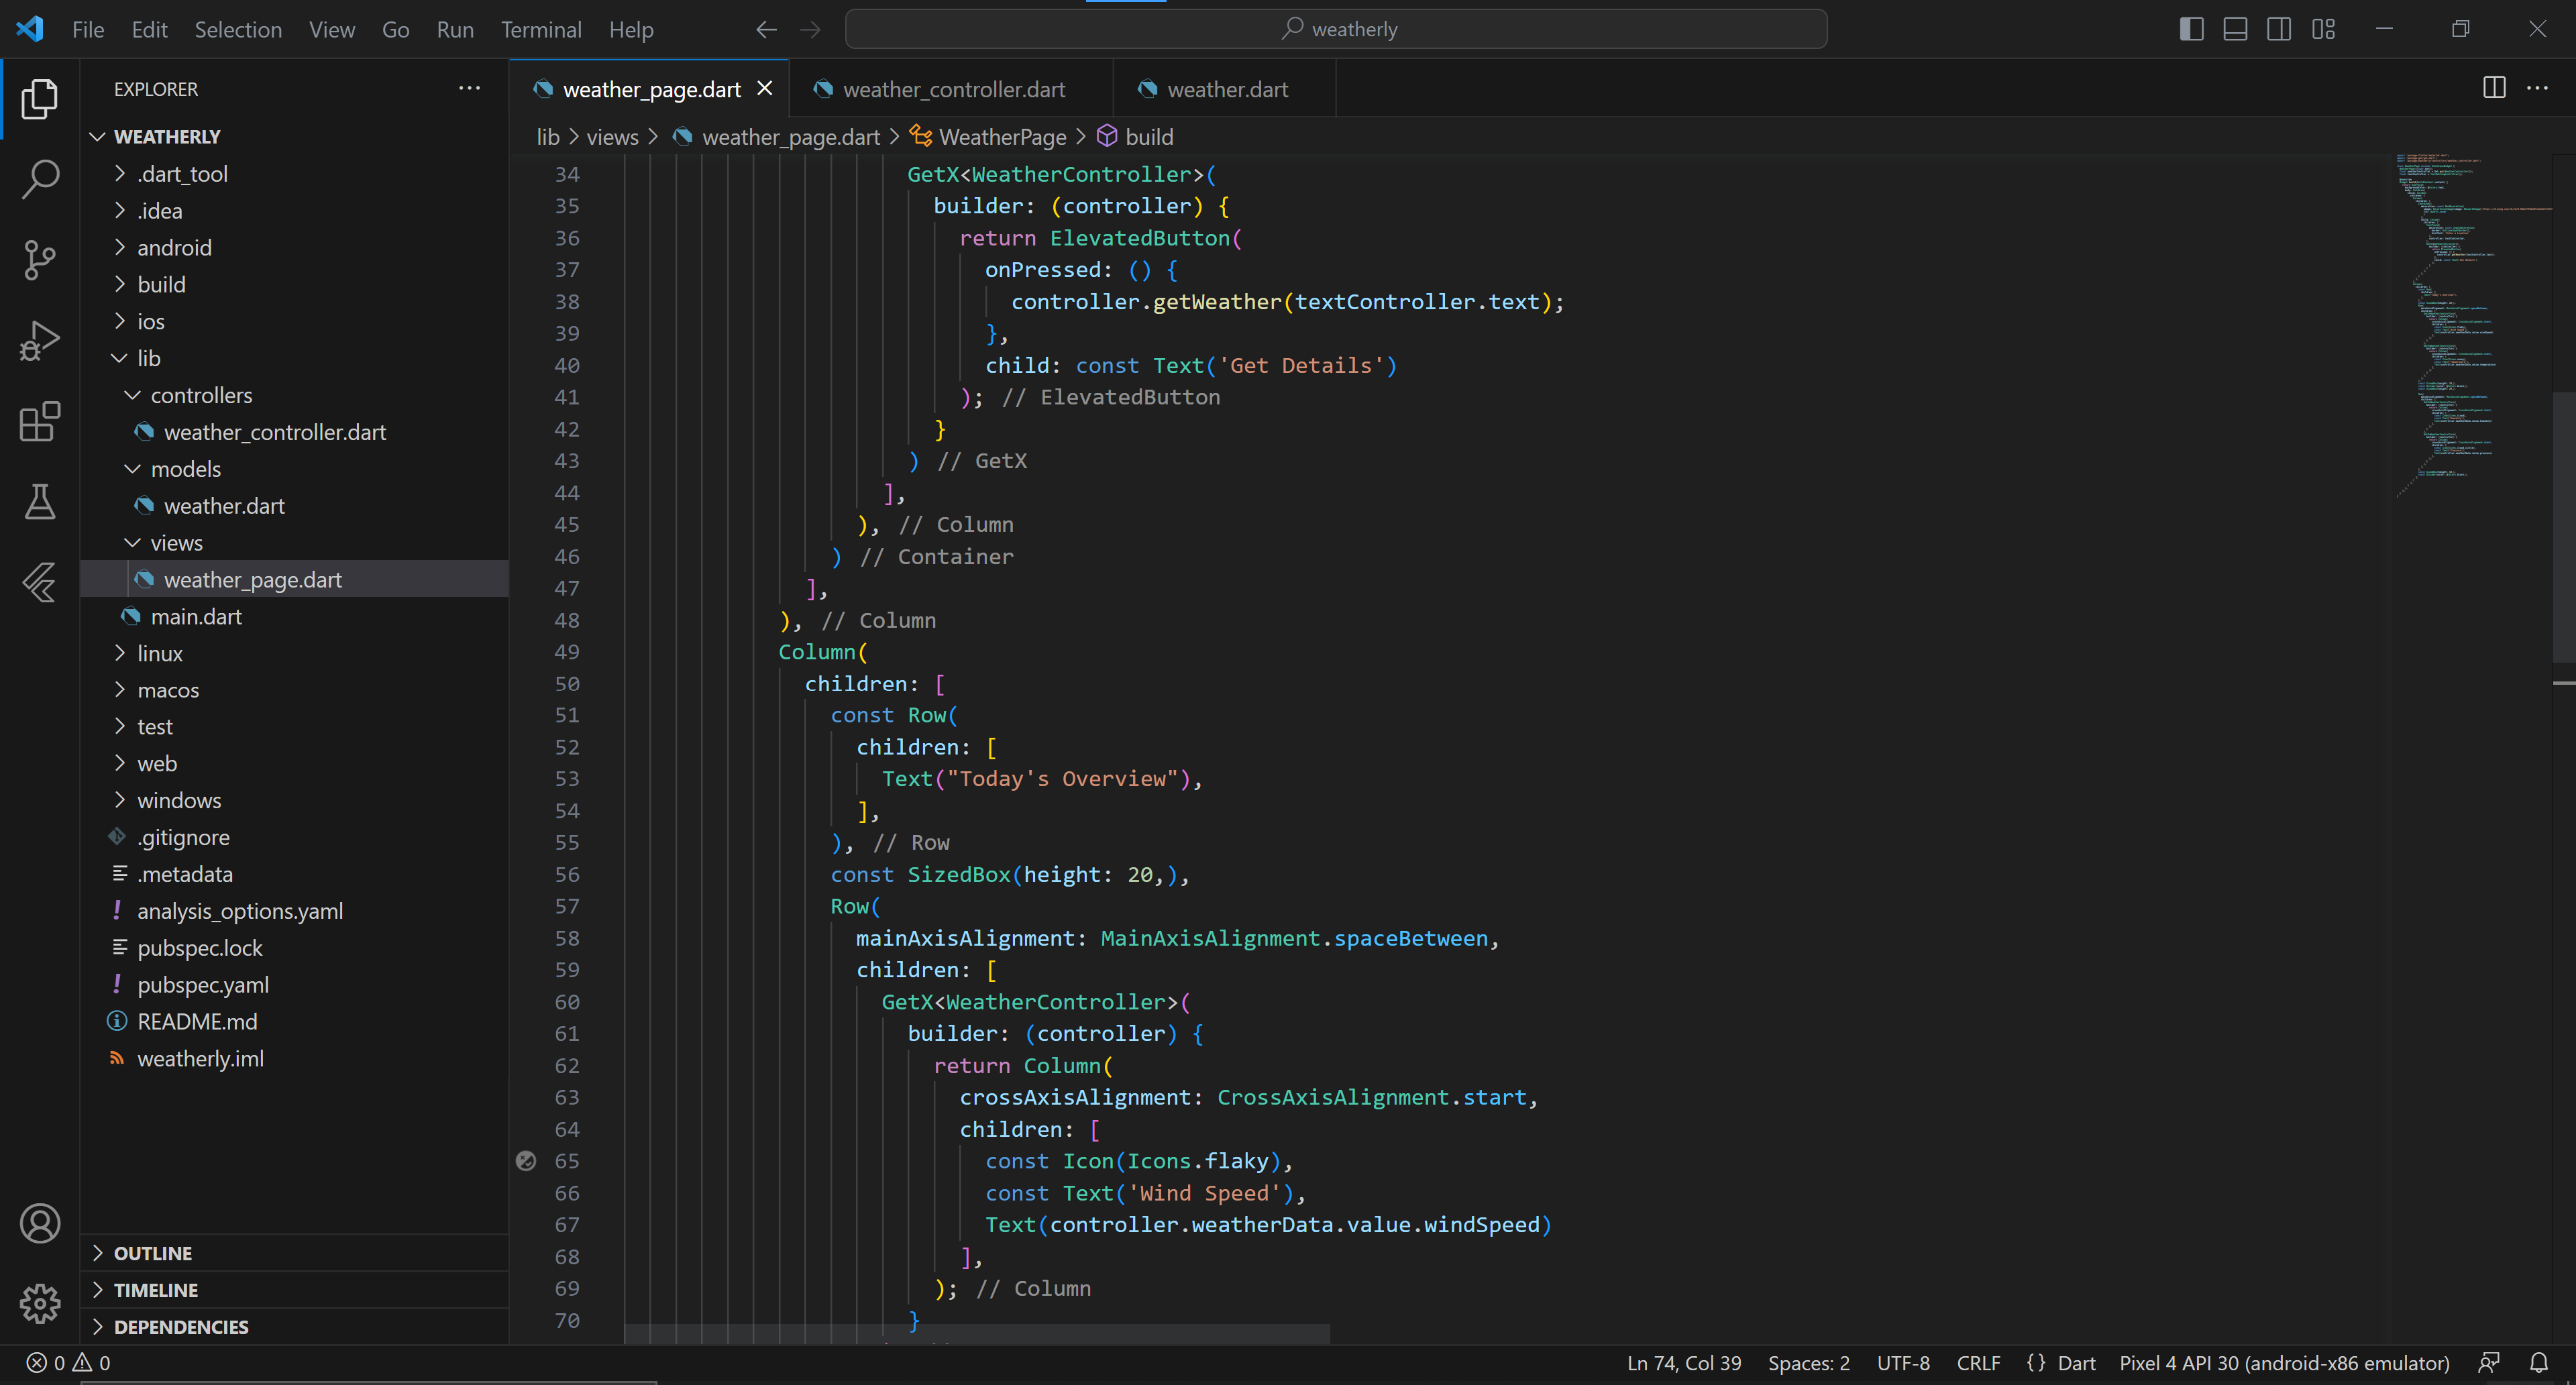 File Edit Selection View Go Run Terminal Help
weatherly
EXPLORER
WEATHERLY
.dart_tool
.idea
android
build
ios
lib
controllers
weather_controller.dart
models
weather.dart
views
weather_page.dart
main.dart
linux
macos
test
web
windows
.gitignore
.metadata
analysis_options.yaml
pubspec.lock
pubspec.yaml
README.md
weatherly.iml
OUTLINE
TIMELINE
DEPENDENCIES
weather_page.dart weather_controller.dart weather.dart
lib > views > weather_page.dart > WeatherPage > build
34 GetX<WeatherController>(
35 builder: (controller) {
36 return ElevatedButton(
37 onPressed: () {
38 controller.getWeather(textController.text);
39 },
40 child: const Text('Get Details')
41 ); // ElevatedButton
42 }
43 ) // GetX
44 ],
45 ), // Column
46 ) // Container
47 ],
48 ), // Column
49 Column(
50 children: [
51 const Row(
52 children: [
53 Text("Today's Overview"),
54 ],
55 ), // Row
56 const SizedBox(height: 20,),
57 Row(
58 mainAxisAlignment: MainAxisAlignment.spaceBetween,
59 children: [
60 GetX<WeatherController>(
61 builder: (controller) {
62 return Column(
63 crossAxisAlignment: CrossAxisAlignment.start,
64 children: [
65 const Icon(Icons.flaky),
66 const Text('Wind Speed'),
67 Text(controller.weatherData.value.windSpeed)
68 ],
69 ); // Column
70 }
0 0
Ln 74, Col 39 Spaces: 2 UTF-8 CRLF {} Dart Pixel 4 API 30 (android-x86 emulator)